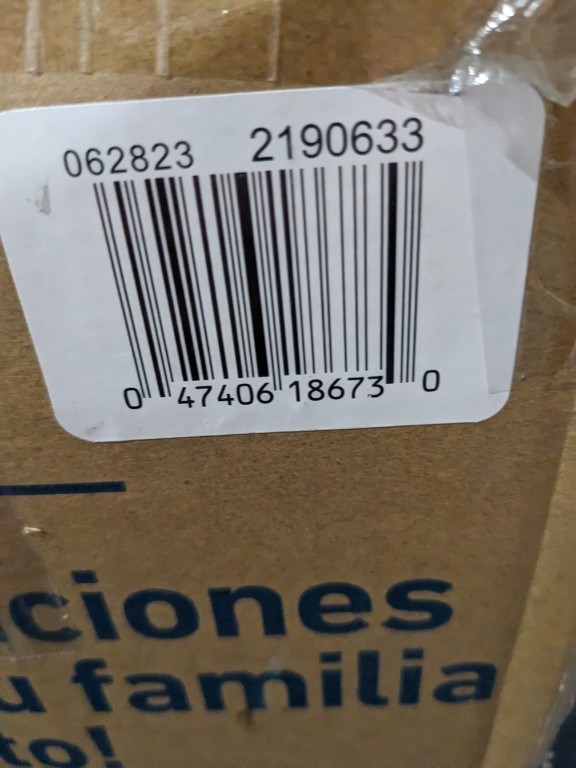 062823 2190633
0 47406 18673 0
ciones
u familia
to!